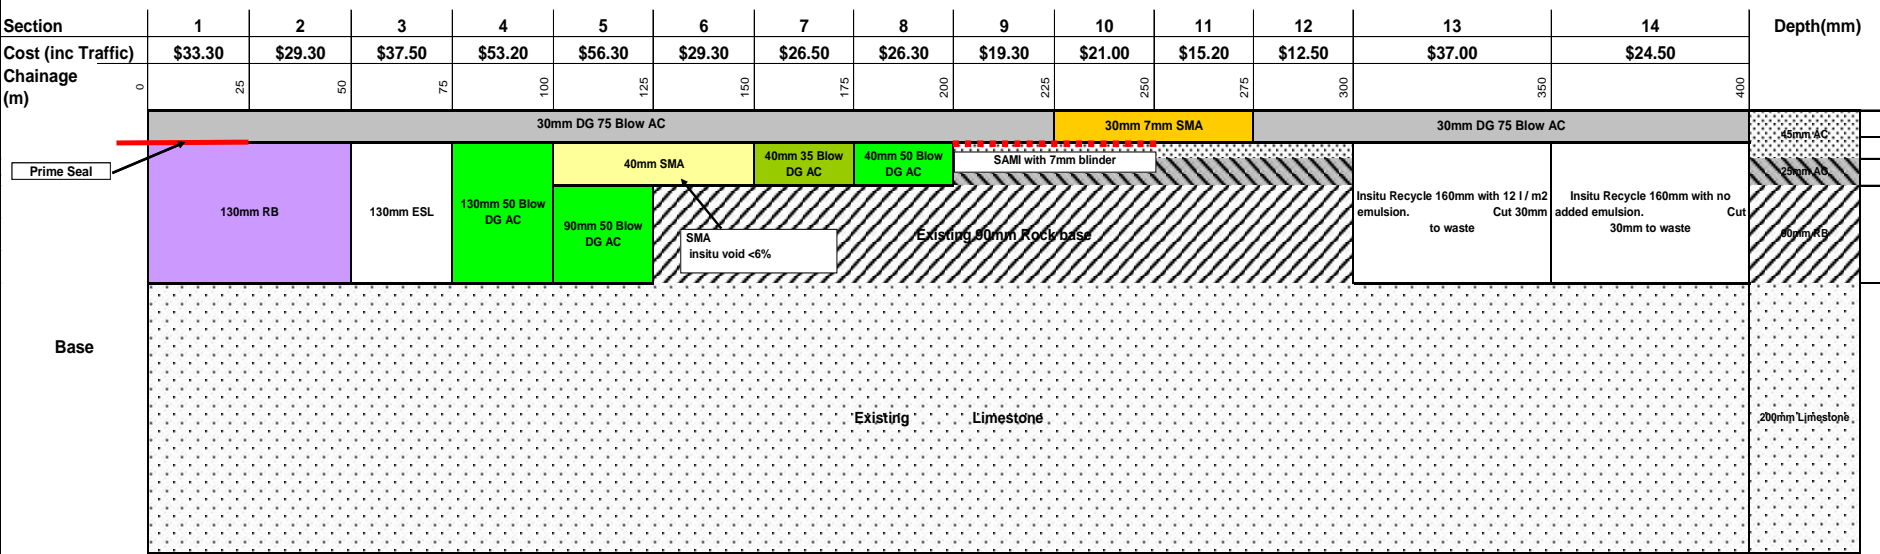 Section 1 2 3 4 5 6 7 8 9 10 11 12 13 14 Depth(mm)
Cost (inc Traffic) $33.30 $29.30 $37.50 $53.20 $56.30 $29.30 $26.50 $26.30 $19.30 $21.00 $15.20 $12.50 $37.00 $24.50
Chainage
(m)
0 25 50 75 100 125 150 175 200 225 250 275 300 350 400
30mm DG 75 Blow AC
30mm 7mm SMA
30mm DG 75 Blow AC
45mm AC
Prime Seal
40mm SMA
40mm 35 Blow
DG AC
40mm 50 Blow
DG AC
SAMI with 7mm blinder
25mm AC
130mm RB
130mm ESL
130mm 50 Blow
DG AC
90mm 50 Blow
DG AC
SMA
insitu void <6%
Existing 90mm Rock base
Insitu Recycle 160mm with 12 l / m2
emulsion. Cut 30mm
to waste
Insitu Recycle 160mm with no
added emulsion. Cut
30mm to waste
90mm RB
Base
Existing Limestone
200mm Limestone